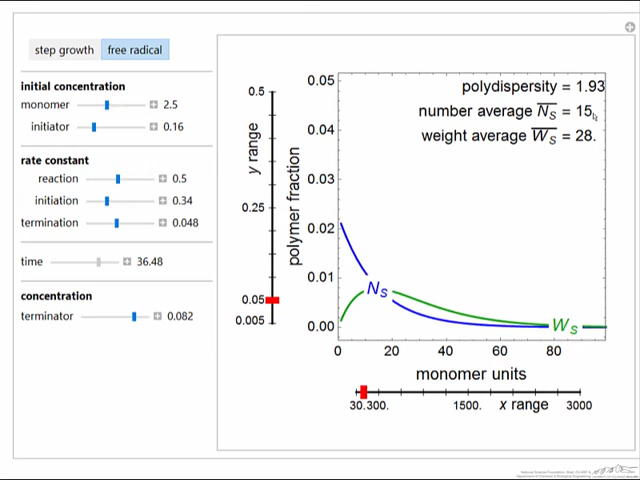 step growth free radical
initial concentration
monomer 2.5
initiator 0.16
rate constant
reaction 0.5
initiation 0.34
termination 0.048
time 36.48
concentration
terminator 0.082
0.5
0.25
0.05
0.005
y range
polymer fraction
0.05
0.04
0.03
0.02
0.01
0.00
polydispersity = 1.93
number average N̅s̅ = 15.
weight average W̅s̅ = 28.
Ns
Ws
0 20 40 60 80
monomer units
30. 300. 1500. x range 3000